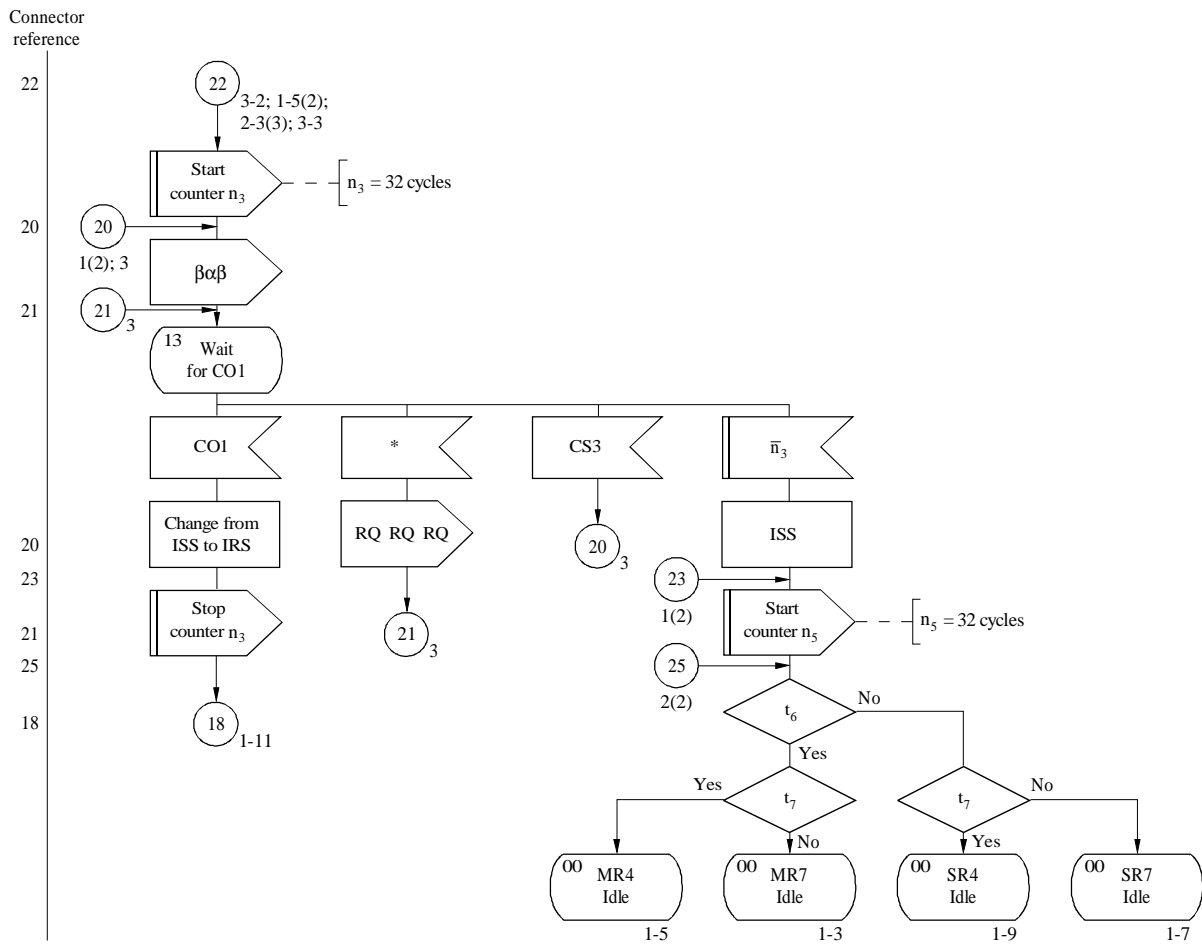 Connector
reference
22
22
3-2; 1-5(2);
2-3(3); 3-3
Start
counter n₃
n₃ = 32 cycles
20
20
1(2); 3
βαβ
21
21
3
13
Wait
for CO1
CO1
*
CS3
n̅₃
Change from
ISS to IRS
RQ RQ RQ
20
3
ISS
20
23
23
1(2)
Stop
counter n₃
21
3
Start
counter n₅
n₅ = 32 cycles
21
25
25
2(2)
18
18
1-11
t₆
No
Yes
Yes
t₇
No
t₇
No
Yes
00
MR4
Idle
1-5
00
MR7
Idle
1-3
00
SR4
Idle
1-9
00
SR7
Idle
1-7